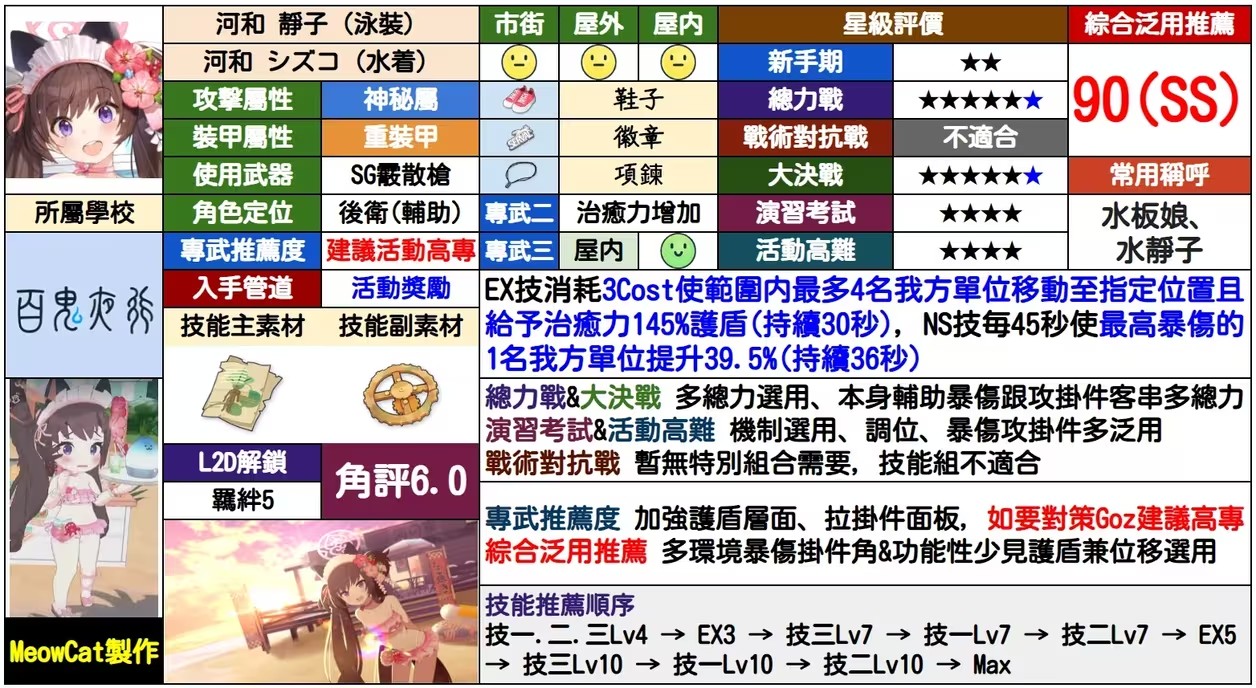 河和 靜子（泳裝）
河和 シズコ（水着）
攻擊屬性 神秘屬
裝甲屬性 重裝甲
使用武器 SG霰散槍
角色定位 後衛(輔助)
專武推薦度 建議活動高專
入手管道 活動獎勵
技能主素材 技能副素材
L2D解鎖
羈絆5
角評6.0
所屬學校
百鬼夜行
MeowCat製作
市街 屋外 屋内
鞋子
徽章
項鍊
專武二 治癒力增加
專武三 屋内
星級評價
新手期 ★★
總力戰 ★★★★★★
戰術對抗戰 不適合
大決戰 ★★★★★★
演習考試 ★★★★
活動高難 ★★★★
綜合泛用推薦
90(SS)
常用稱呼
水板娘、
水靜子
EX技消耗3Cost使範圍内最多4名我方單位移動至指定位置且
給予治癒力145%護盾(持續30秒)，NS技每45秒使最高暴傷的
1名我方單位提升39.5%(持續36秒)
總力戰&大決戰 多總力選用、本身輔助暴傷跟攻掛件客串多總力
演習考試&活動高難 機制選用、調位、暴傷攻掛件多泛用
戰術對抗戰 暫無特別組合需要，技能組不適合
專武推薦度 加強護盾層面、拉掛件面板，如要對策Goz建議高專
綜合泛用推薦 多環境暴傷掛件角&功能性少見護盾兼位移選用
技能推薦順序
技一.二.三Lv4 → EX3 → 技三Lv7 → 技一Lv7 → 技二Lv7 → EX5
→ 技三Lv10 → 技一Lv10 → 技二Lv10 → Max